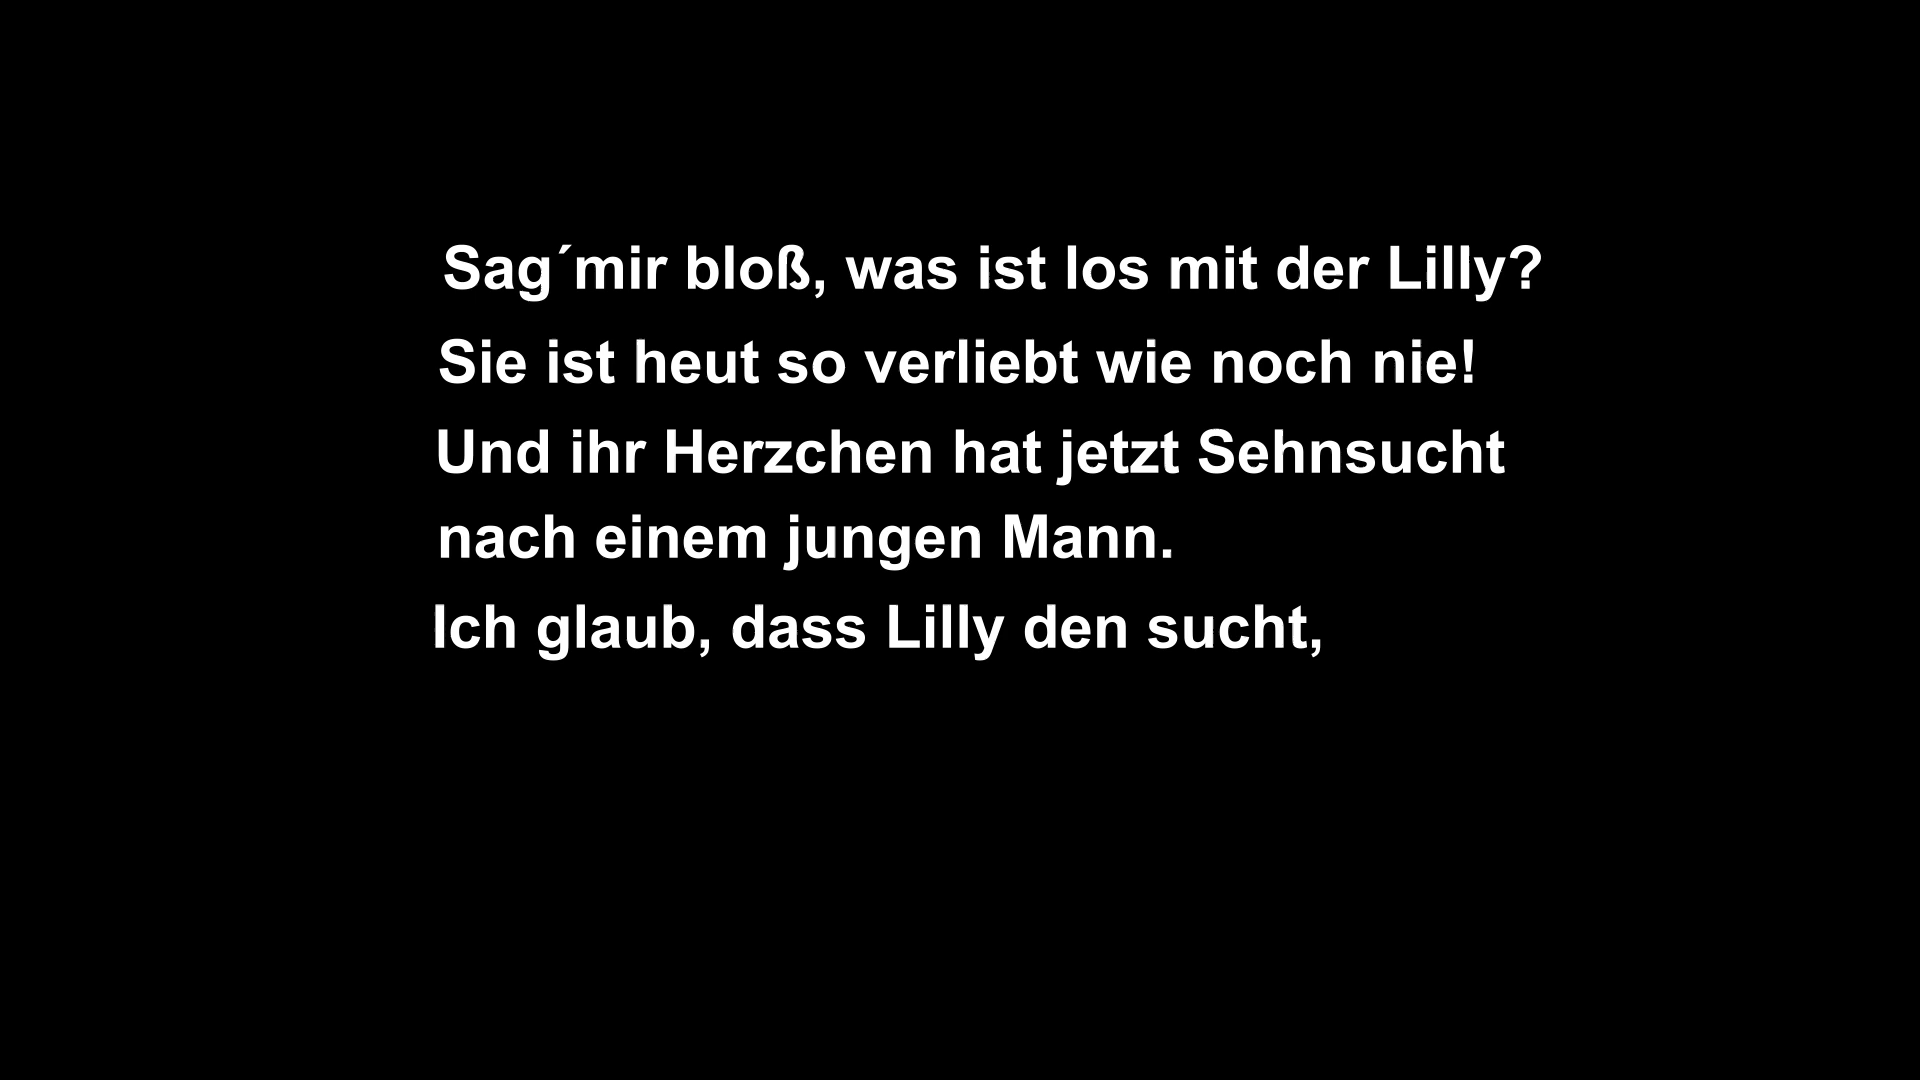 Sag´mir bloß, was ist los mit der Lilly?
Sie ist heut so verliebt wie noch nie!
Und ihr Herzchen hat jetzt Sehnsucht
nach einem jungen Mann.
Ich glaub, dass Lilly den sucht,